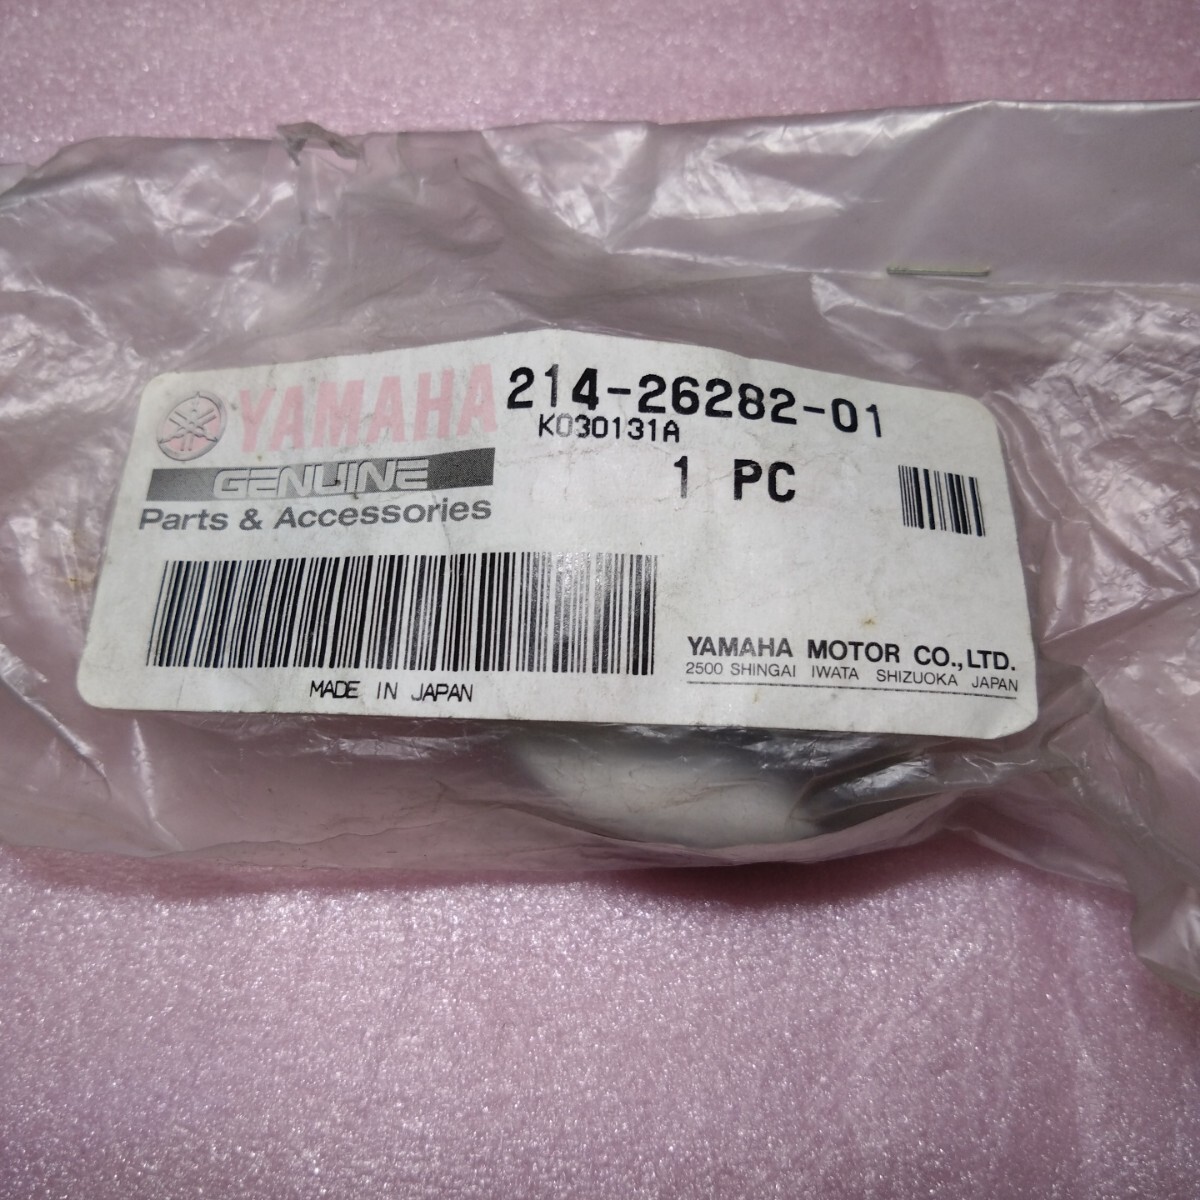 YAMAHA 214-26282-01
K030131A
GENUINE 1 PC
Parts & Accessories
YAMAHA MOTOR CO.,LTD.
2500 SHINGAI IWATA SHIZUOKA JAPAN
MADE IN JAPAN